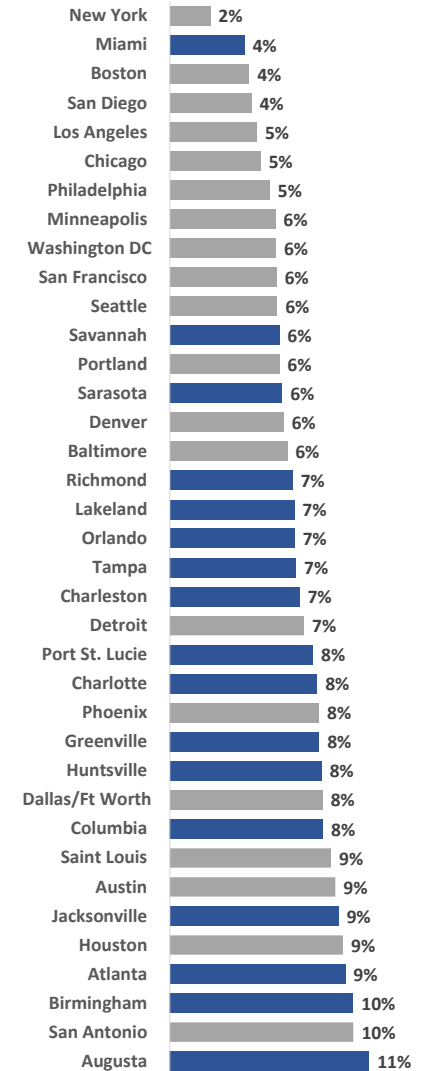 New York 2%
Miami 4%
Boston 4%
San Diego 4%
Los Angeles 5%
Chicago 5%
Philadelphia 5%
Minneapolis 6%
Washington DC 6%
San Francisco 6%
Seattle 6%
Savannah 6%
Portland 6%
Sarasota 6%
Denver 6%
Baltimore 6%
Richmond 7%
Lakeland 7%
Orlando 7%
Tampa 7%
Charleston 7%
Detroit 7%
Port St. Lucie 8%
Charlotte 8%
Phoenix 8%
Greenville 8%
Huntsville 8%
Dallas/Ft Worth 8%
Columbia 8%
Saint Louis 9%
Austin 9%
Jacksonville 9%
Houston 9%
Atlanta 9%
Birmingham 10%
San Antonio 10%
Augusta 11%